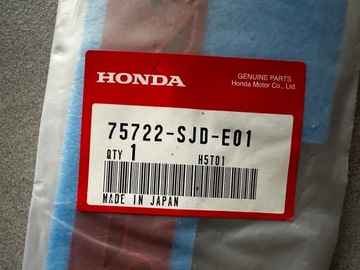 HONDA
GENUINE PARTS
Honda Motor Co., Ltd.
75722-SJD-E01
QTY 1 H5T01
MADE IN JAPAN